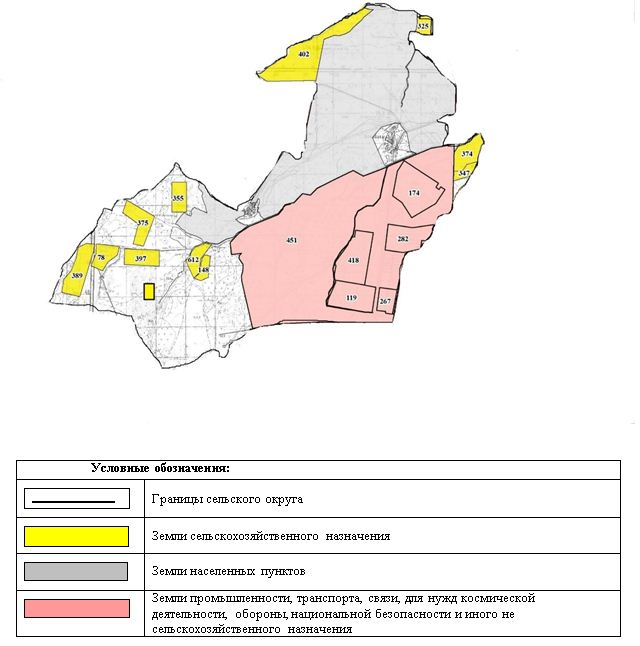 325
402
374
347
174
355
375
451
282
78
397
612
418
148
389
119
267
Условные обозначения:
Границы сельского округа
Земли сельскохозяйственного назначения
Земли населенных пунктов
Земли промышленности, транспорта, связи, для нужд космической
деятельности, обороны, национальной безопасности и иного не
сельскохозяйственного назначения